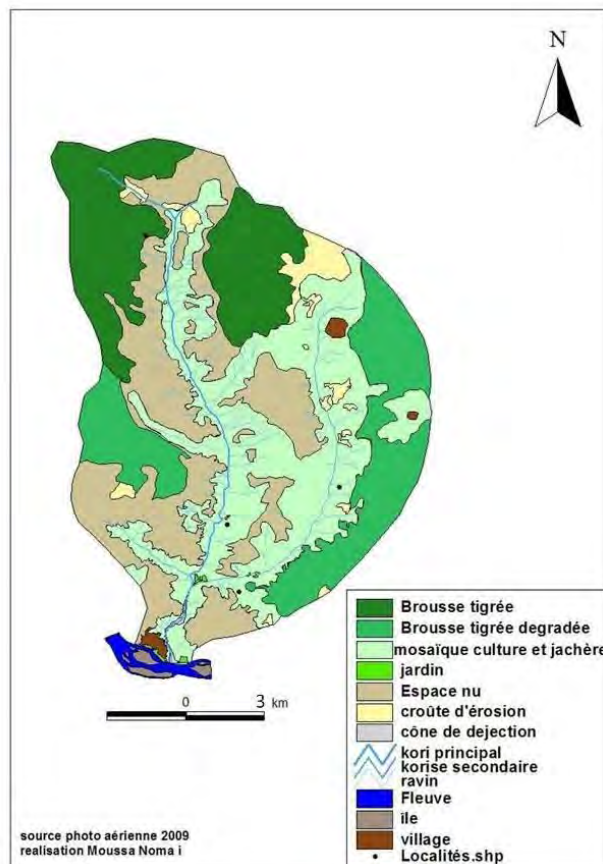 N
0 3 km
Brousse tigrée
Brousse tigrée degradée
mosaïque culture et jachère
jardin
Espace nu
croûte d'érosion
cône de dejection
kori principal
korise secondaire
ravin
Fleuve
ile
village
Localités.shp
source photo aérienne 2009
realisation Moussa Noma i